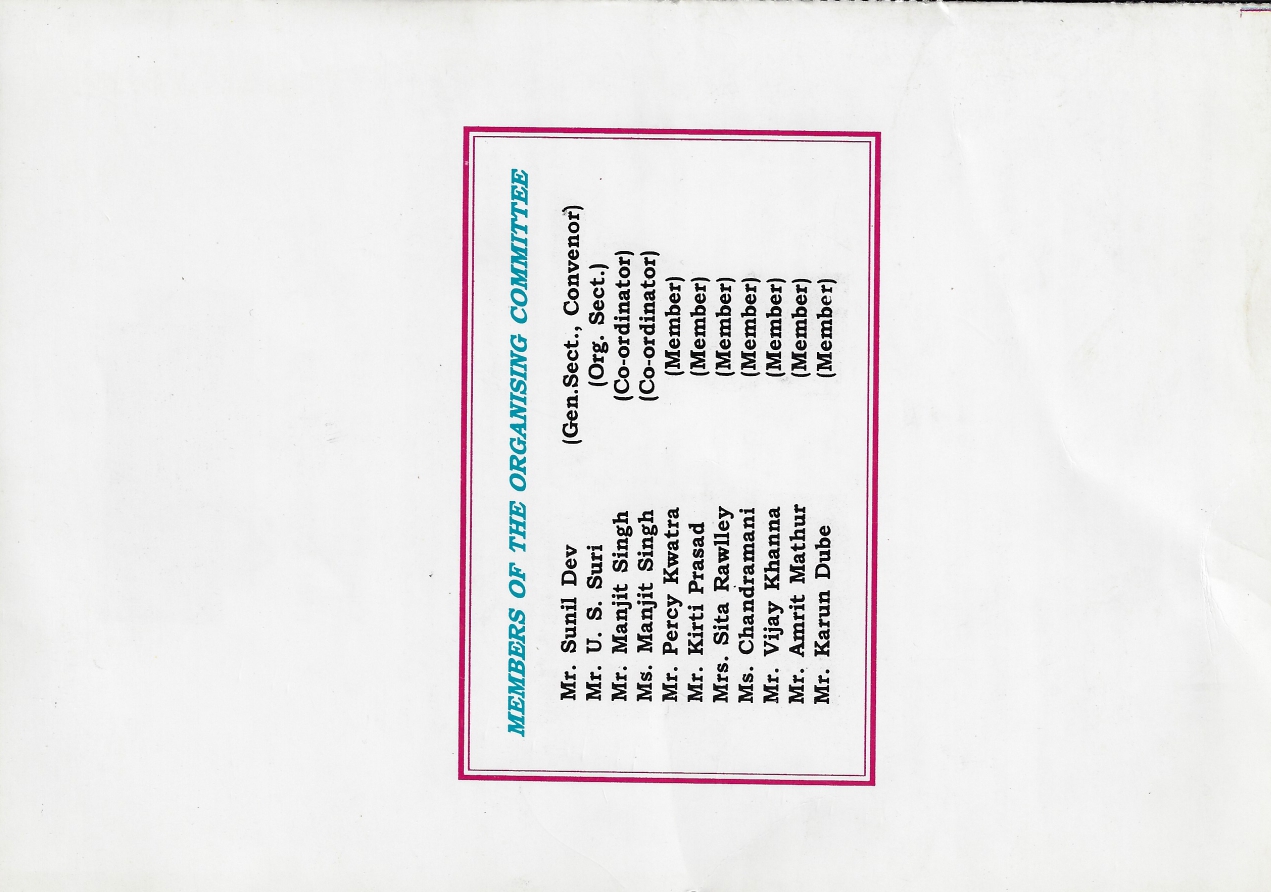 MEMBERS OF THE ORGANISING COMMITTEE
Mr. Sunil Dev (Gen.Sect., Convenor)
Mr. U. S. Suri (Org. Sect.)
Mr. Manjit Singh (Co-ordinator)
Ms. Manjit Singh (Co-ordinator)
Mr. Percy Kwatra (Member)
Mr. Kirti Prasad (Member)
Mrs. Sita Rawlley (Member)
Ms. Chandramani (Member)
Mr. Vijay Khanna (Member)
Mr. Amrit Mathur (Member)
Mr. Karun Dube (Member)